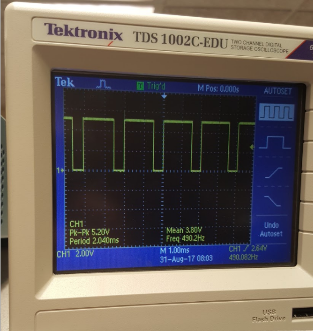 Tektronix TDS 1002C-EDU TWO CHANNEL DIGITAL STORAGE OSCILLOSCOPE
Tek Trig'd M Pos: 0.000s AUTOSET
1
CH1
Pk-Pk 5.20V Mean 3.80V
Period 2.040ms Freq 490.2Hz
Undo
Autoset
CH1 2.00V M 1.00ms CH1 / 2.64V
31-Aug-17 08:03
USB
Flash Drive